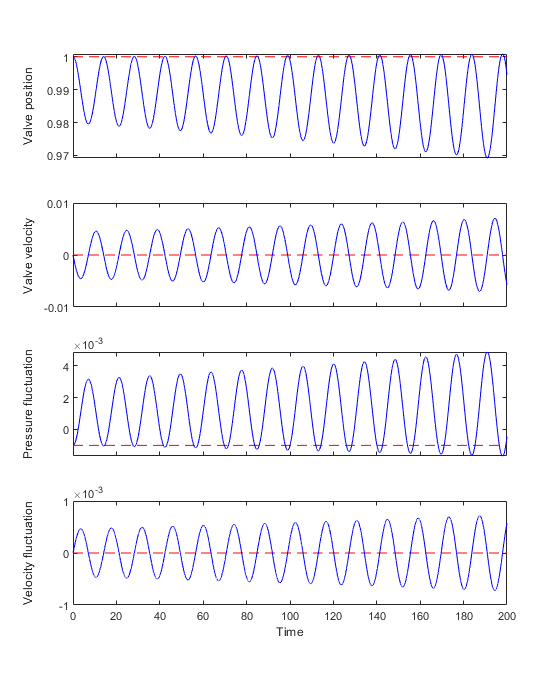 1
0.99
0.98
0.97
Valve position
0.01
0
-0.01
Valve velocity
×10⁻³
4
2
0
Pressure fluctuation
×10⁻³
1
0
-1
Velocity fluctuation
0 20 40 60 80 100 120 140 160 180 200
Time